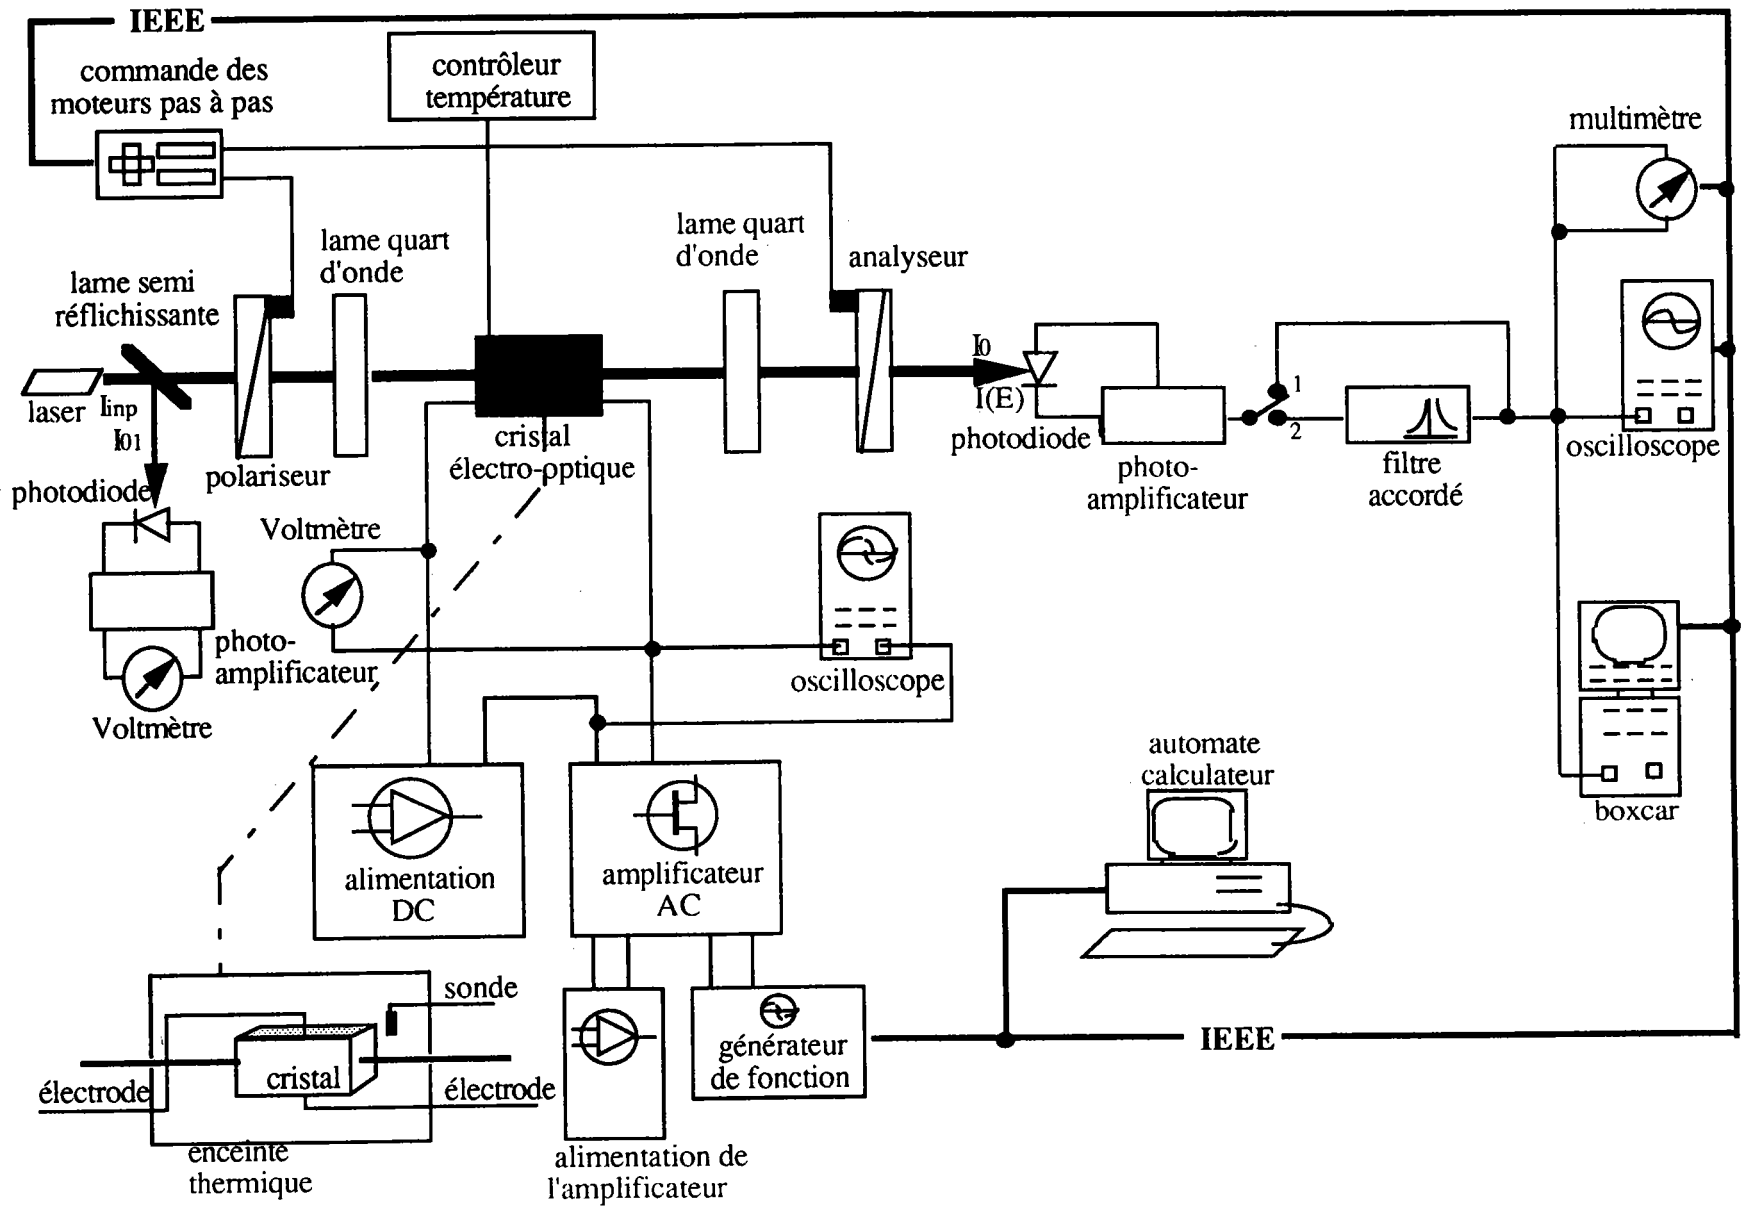 IEEE
commande des
moteurs pas à pas
contrôleur
température
multimètre
lame quart
d'onde
lame quart
d'onde
analyseur
lame semi
réflichissante
laser
Iinp
I01
I0
I(E)
photodiode
1
2
polariseur
cristal
électro-optique
photo-
amplificateur
filtre
accordé
oscilloscope
photodiode
Voltmètre
photo-
amplificateur
Voltmètre
oscilloscope
boxcar
automate
calculateur
alimentation
DC
amplificateur
AC
sonde
électrode
cristal
électrode
générateur
de fonction
IEEE
enceinte
thermique
alimentation de
l'amplificateur